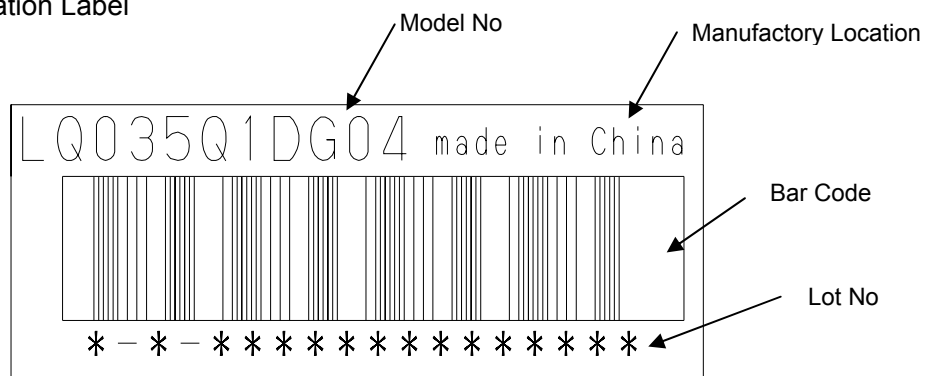 ation Label
Model No
Manufactory Location
LQ035Q1DG04 made in China
Bar Code
Lot No
* - * - * * * * * * * * * * * * * *